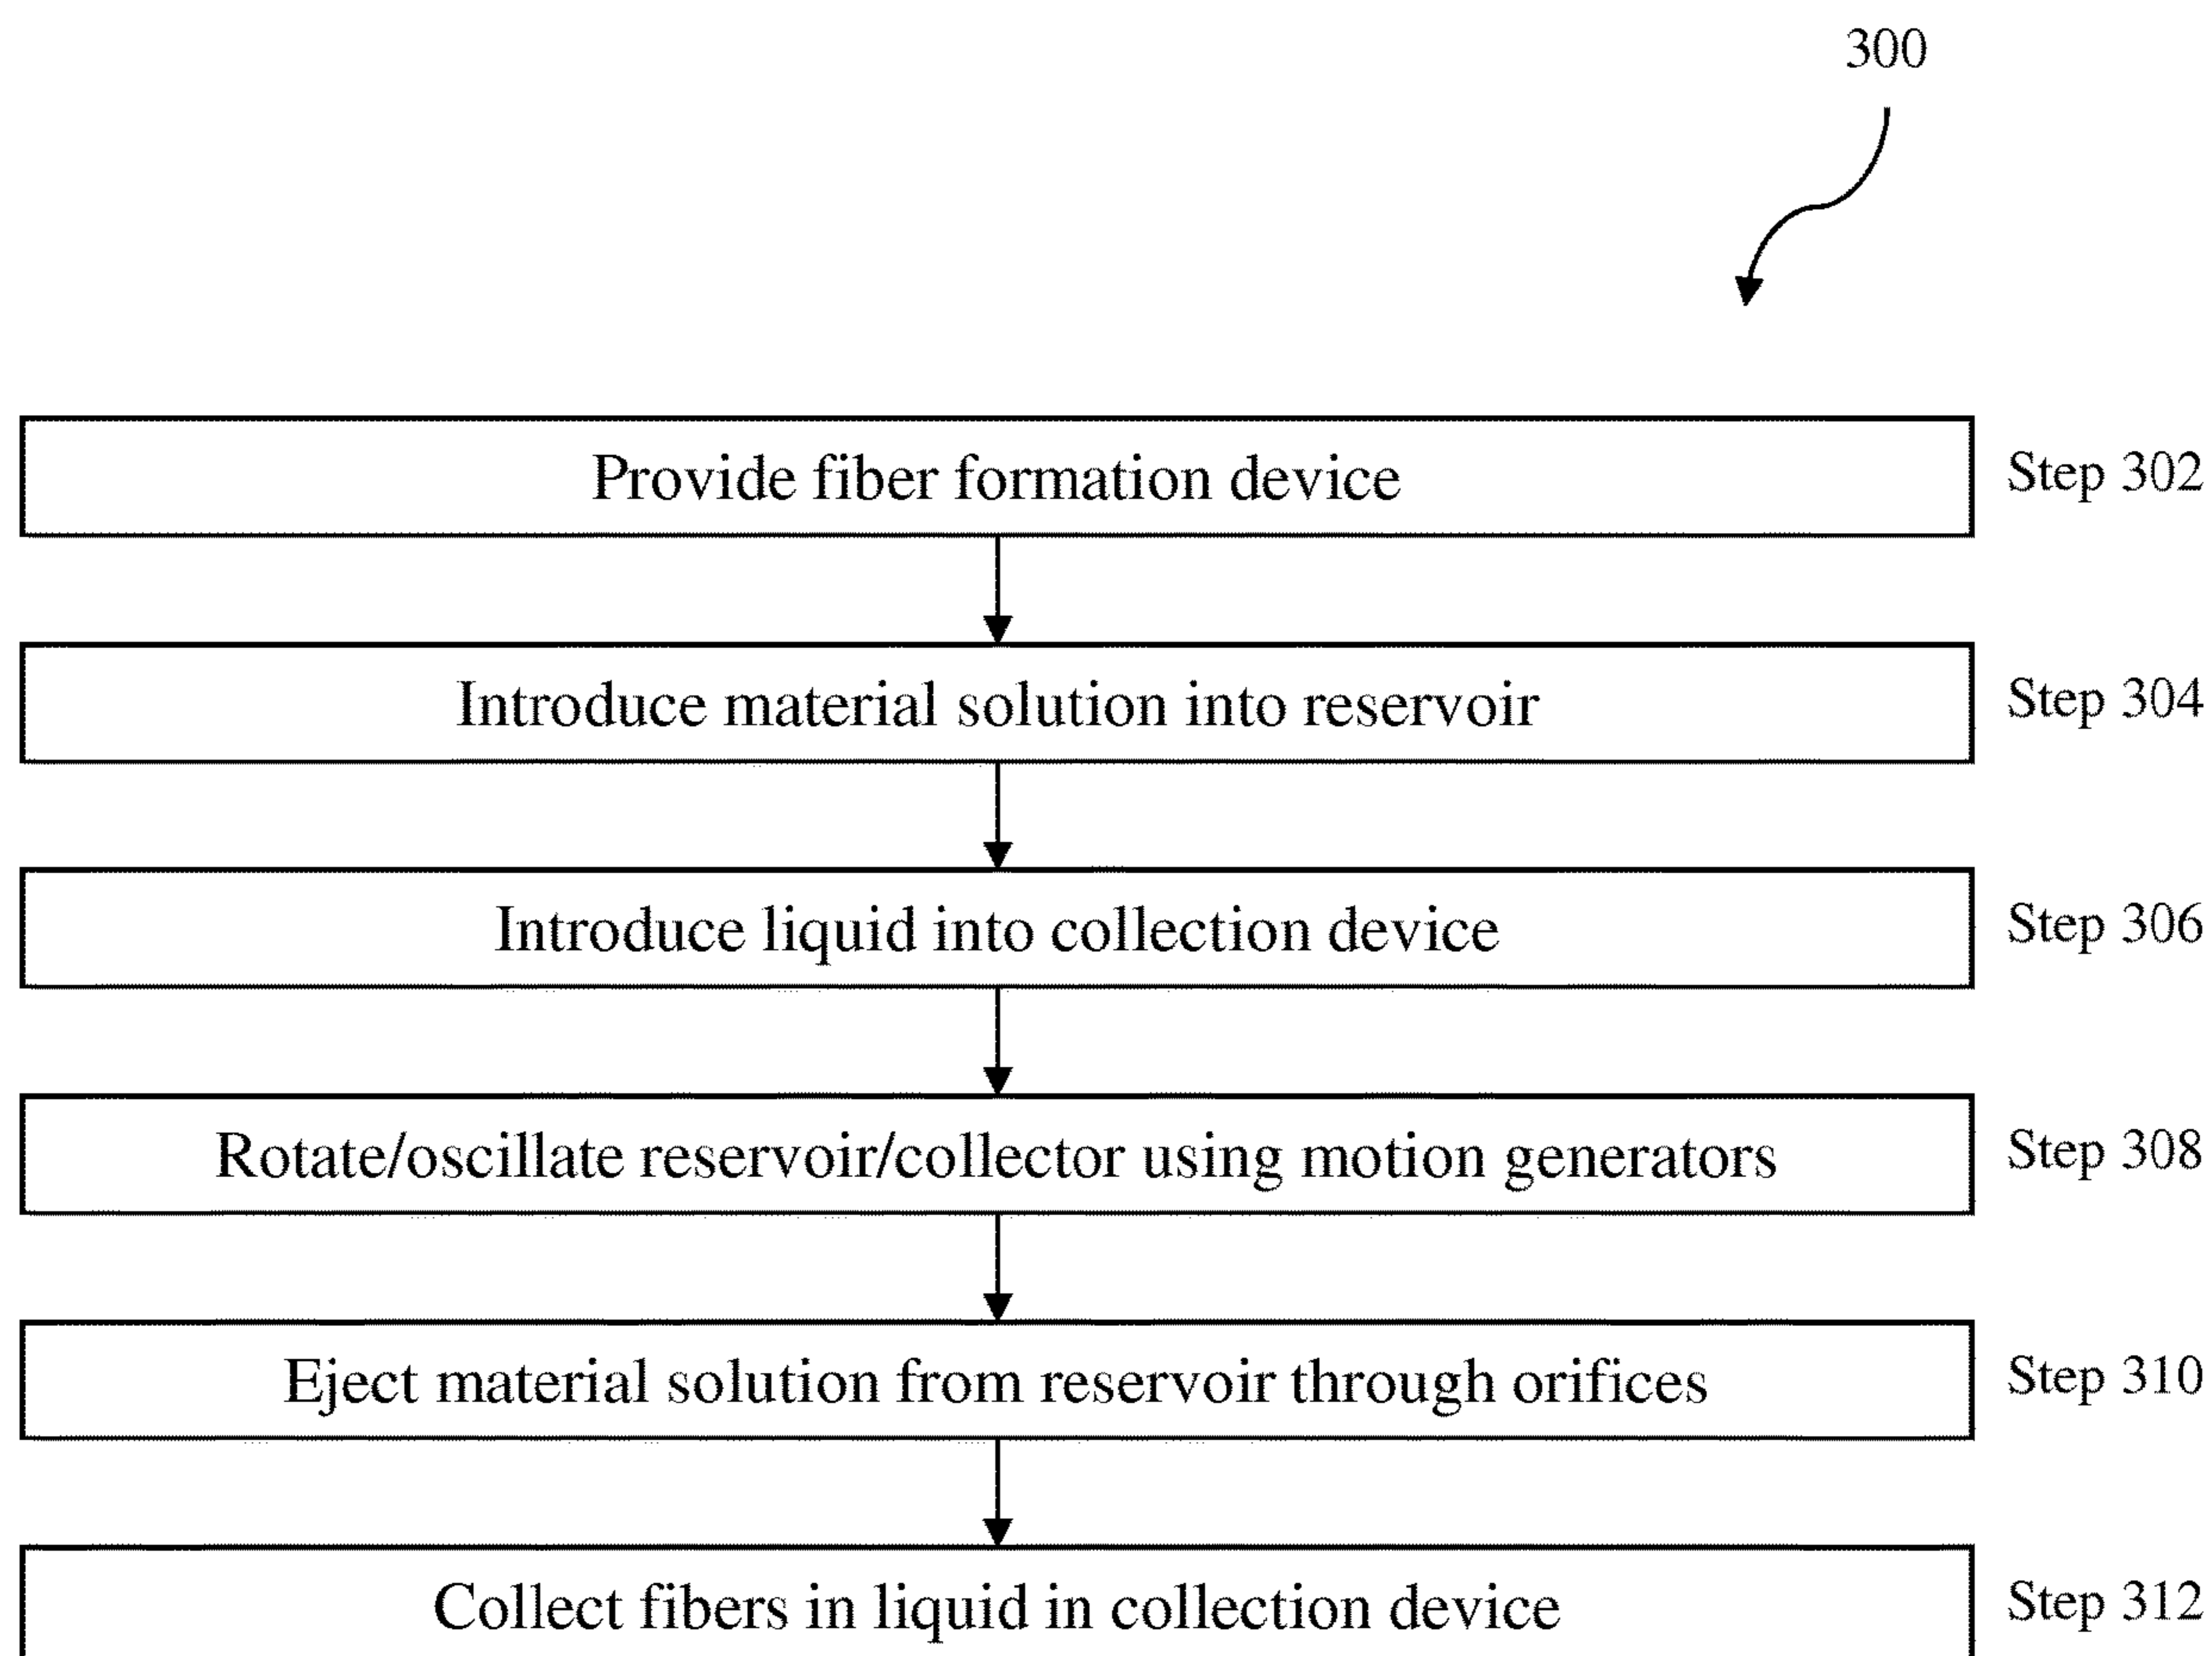 300
Provide fiber formation device Step 302
Introduce material solution into reservoir Step 304
Introduce liquid into collection device Step 306
Rotate/oscillate reservoir/collector using motion generators Step 308
Eject material solution from reservoir through orifices Step 310
Collect fibers in liquid in collection device Step 312